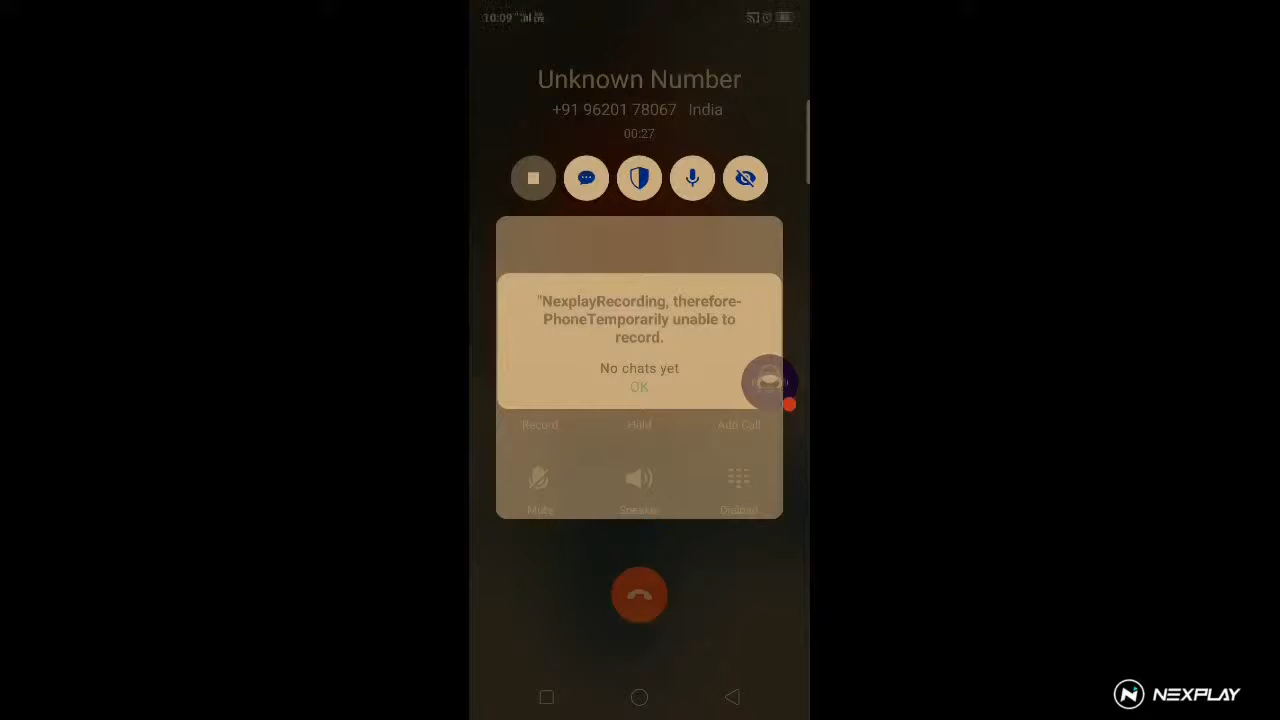 10:09
Unknown Number
+91 96201 78067 India
00:27
"NexplayRecording, therefore-
PhoneTemporarily unable to
record.
No chats yet
OK
Record Hold Add Call
Mute Speaker Dialpad
NEXPLAY